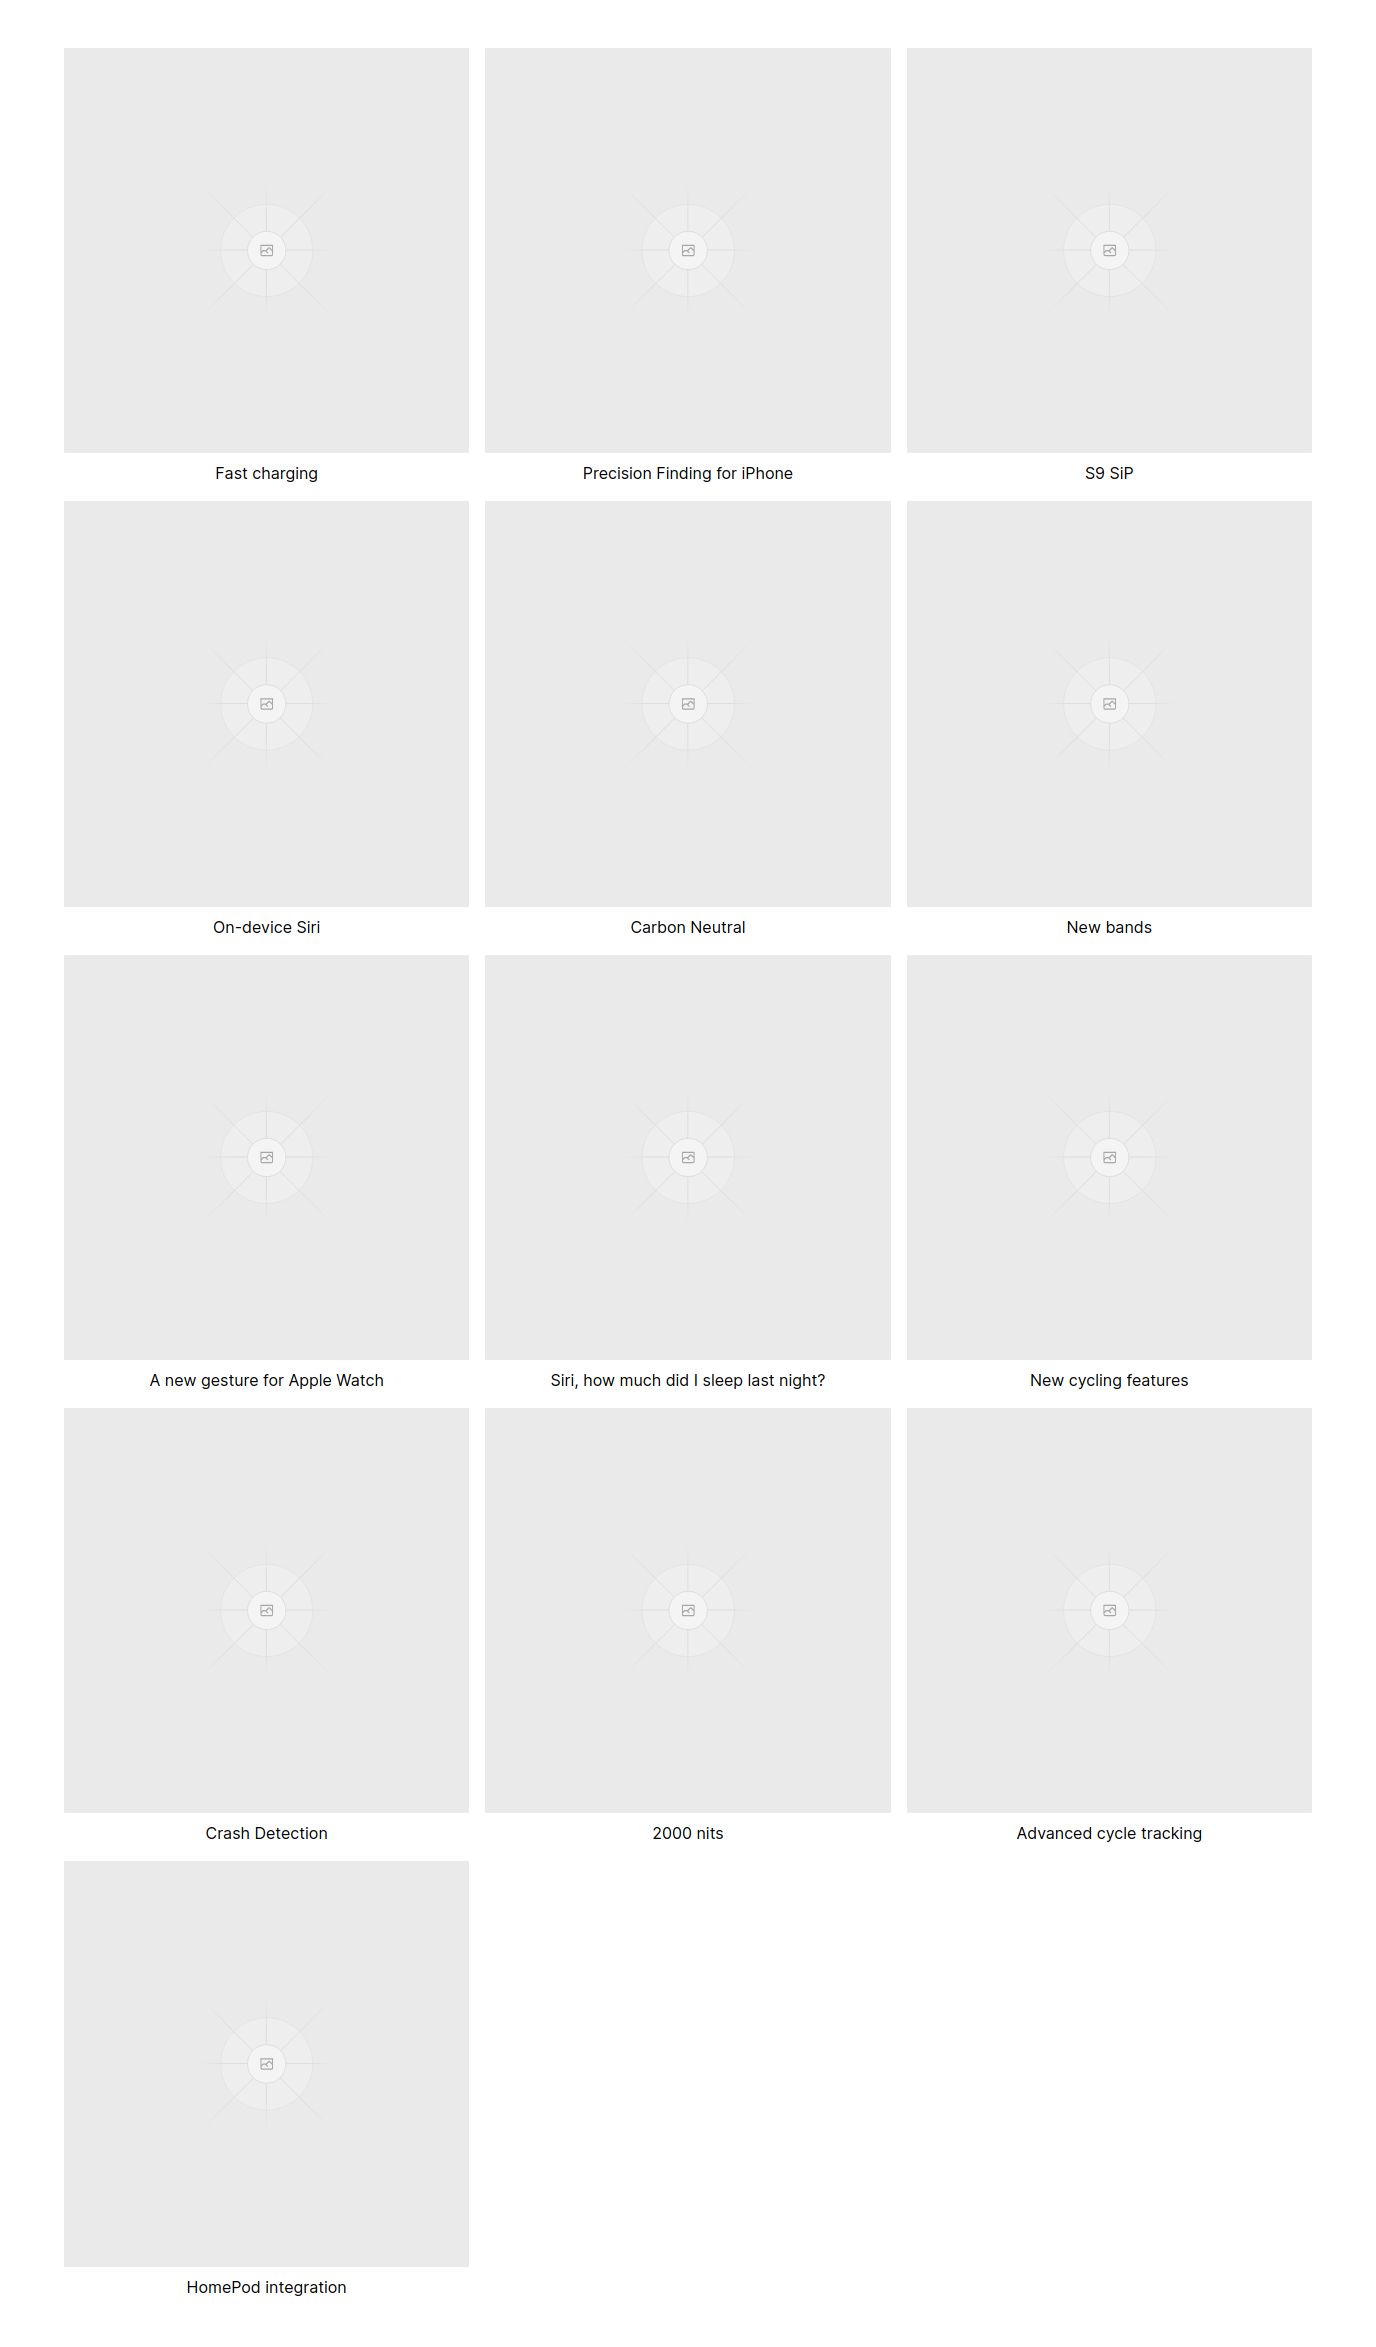 Fast charging
Precision Finding for iPhone
S9 SiP
On-device Siri
Carbon Neutral
New bands
A new gesture for Apple Watch
Siri, how much did I sleep last night?
New cycling features
Crash Detection
2000 nits
Advanced cycle tracking
HomePod integration